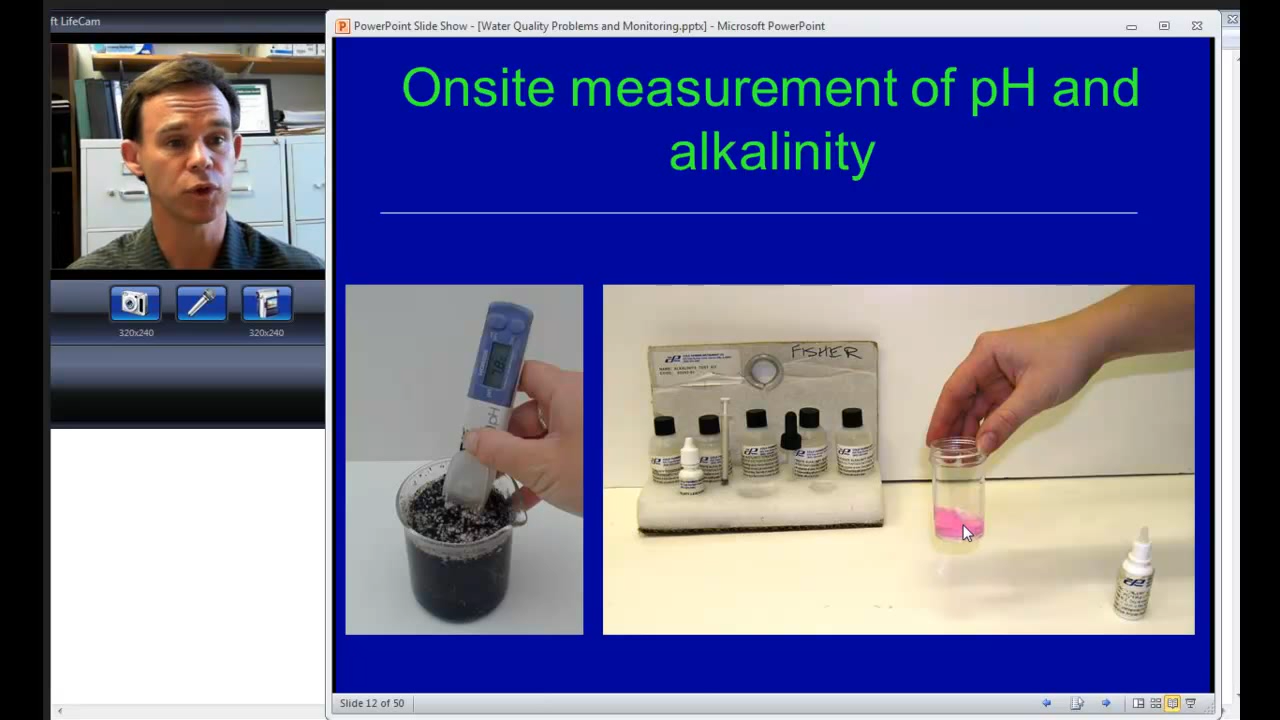 ft LifeCam
PowerPoint Slide Show - [Water Quality Problems and Monitoring.pptx] - Microsoft PowerPoint
Onsite measurement of pH and
alkalinity
FISHER
pH
320x240
320x240
Slide 12 of 50